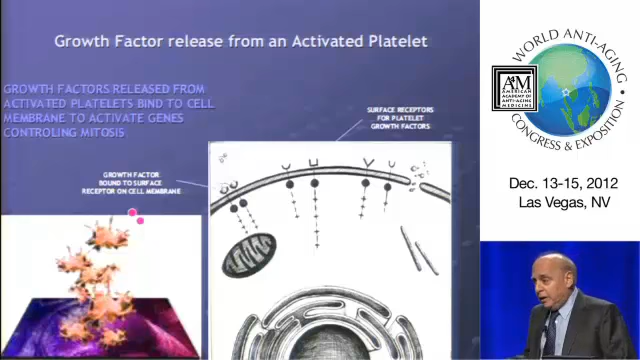 Growth Factor release from an Activated Platelet
GROWTH FACTORS RELEASED FROM
ACTIVATED PLATELETS BIND TO CELL
MEMBRANE TO ACTIVATE GENES
CONTROLING MITOSIS
SURFACE RECEPTORS
FOR PLATELET
GROWTH FACTORS
GROWTH FACTOR
BOUND TO SURFACE
RECEPTOR ON CELL MEMBRANE
WORLD ANTI-AGING
CONGRESS & EXPOSITION
A4M
AMERICAN
ACADEMY OF
ANTI-AGING
MEDICINE
Dec. 13-15, 2012
Las Vegas, NV